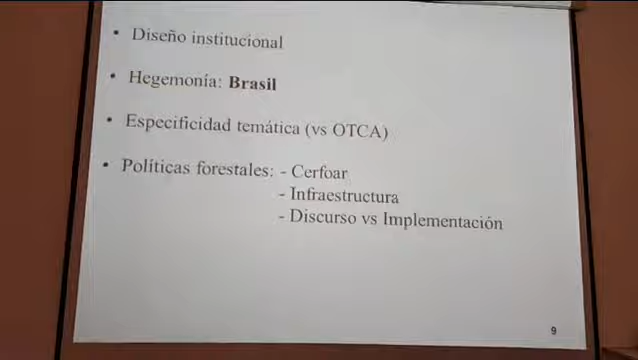 • Diseño institucional
• Hegemonía: Brasil
• Especificidad temática (vs OTCA)
• Políticas forestales: - Cerfoar
- Infraestructura
- Discurso vs Implementación
9